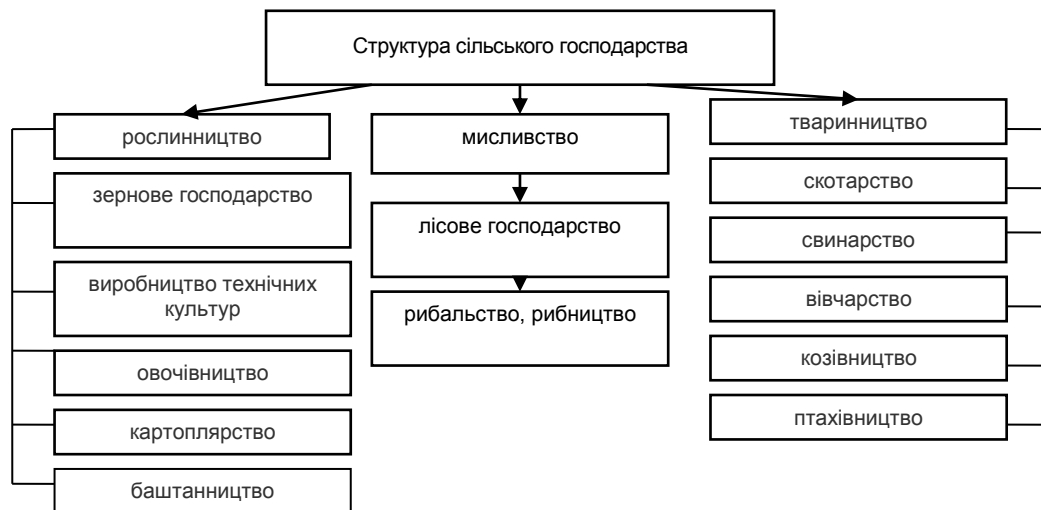 Структура сільського господарства
рослинництво
зернове господарство
виробництво технічних
культур
овочівництво
картоплярство
баштанництво
мисливство
лісове господарство
рибальство, рибництво
тваринництво
скотарство
свинарство
вівчарство
козівництво
птахівництво